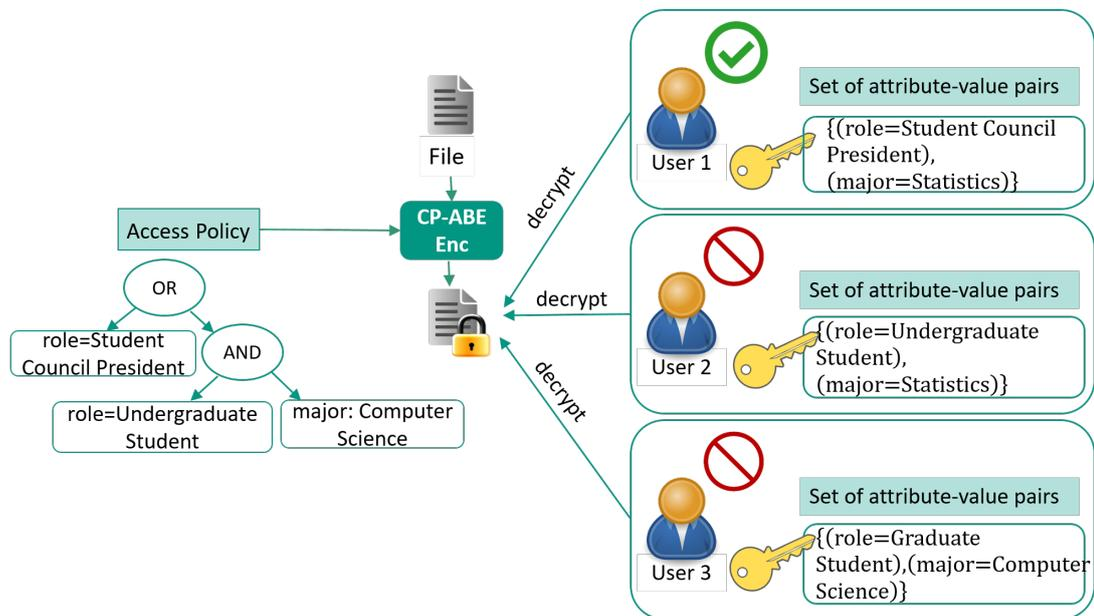 File
CP-ABE
Enc
Access Policy
OR
role=Student
Council President
AND
role=Undergraduate
Student
major: Computer
Science
decrypt
decrypt
decrypt
User 1
Set of attribute-value pairs
{(role=Student Council
President),
(major=Statistics)}
User 2
Set of attribute-value pairs
{(role=Undergraduate
Student),
(major=Statistics)}
User 3
Set of attribute-value pairs
{(role=Graduate
Student),(major=Computer
Science)}